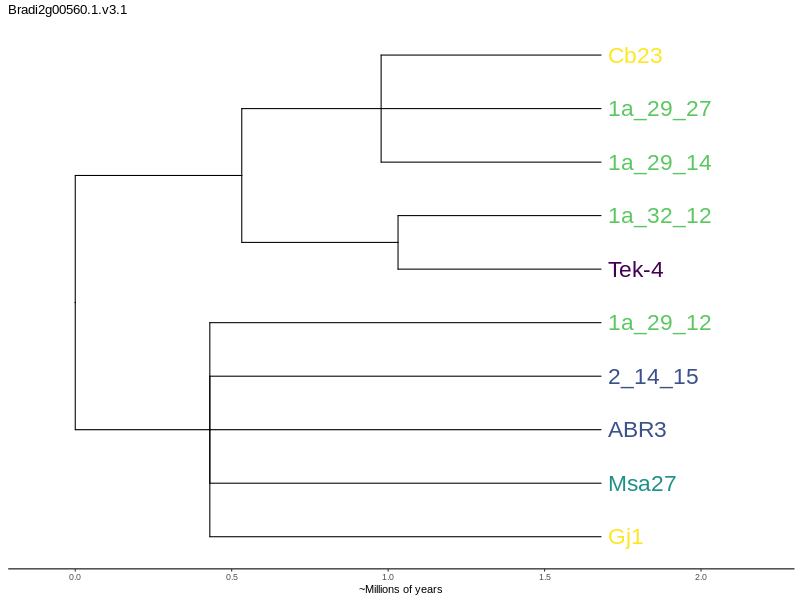 Bradi2g00560.1.v3.1
Cb23
1a_29_27
1a_29_14
1a_32_12
Tek-4
1a_29_12
2_14_15
ABR3
Msa27
Gj1
0.0 0.5 1.0 1.5 2.0
~Millions of years